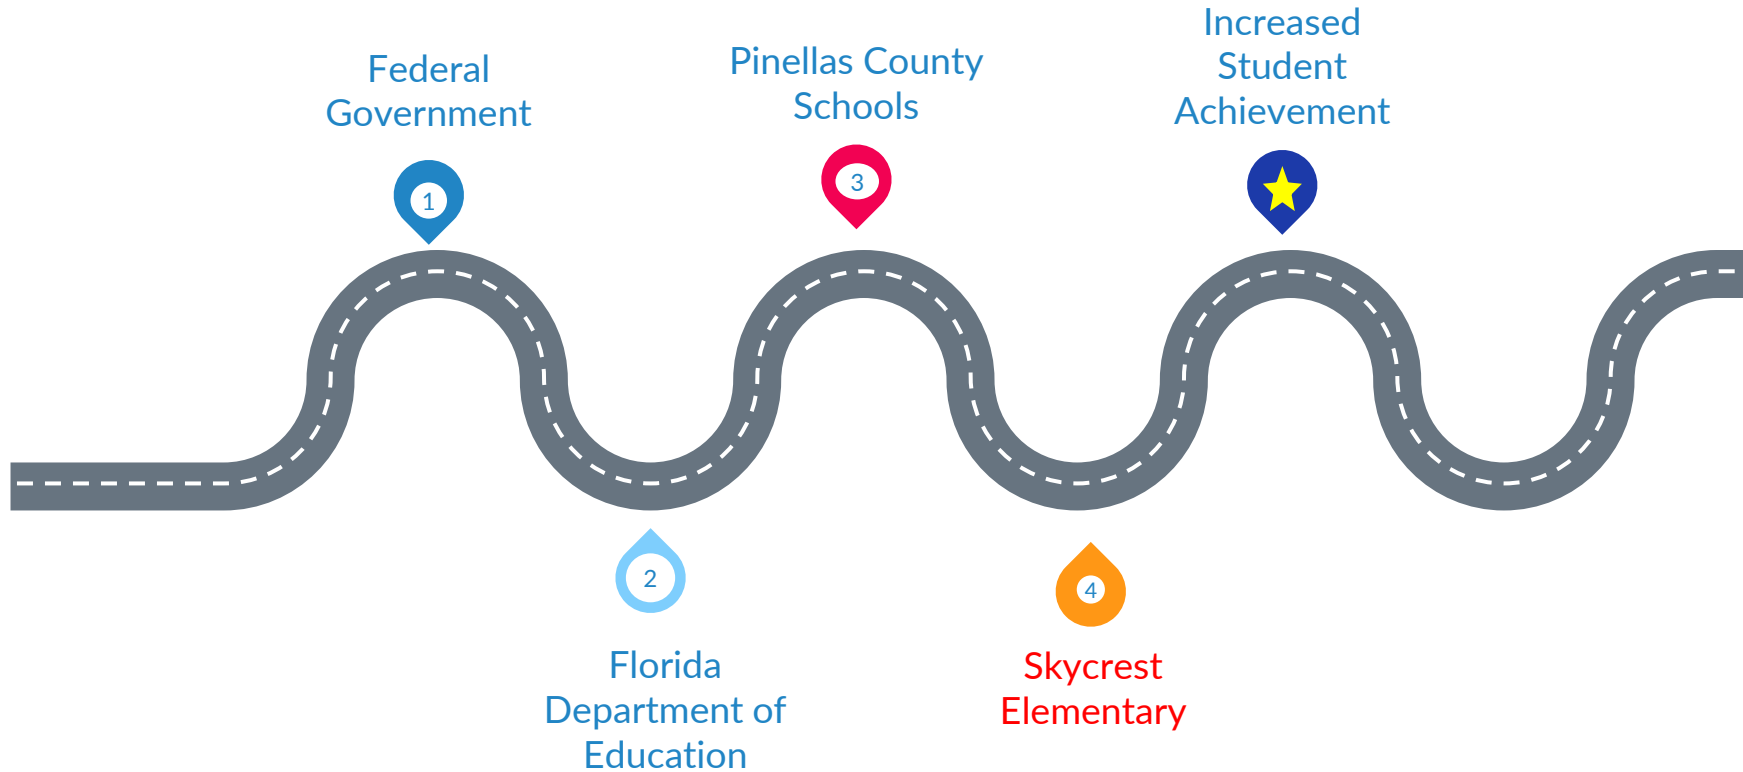 Federal
Government
1
2
Florida
Department of
Education
Pinellas County
Schools
3
4
Skycrest
Elementary
Increased
Student
Achievement